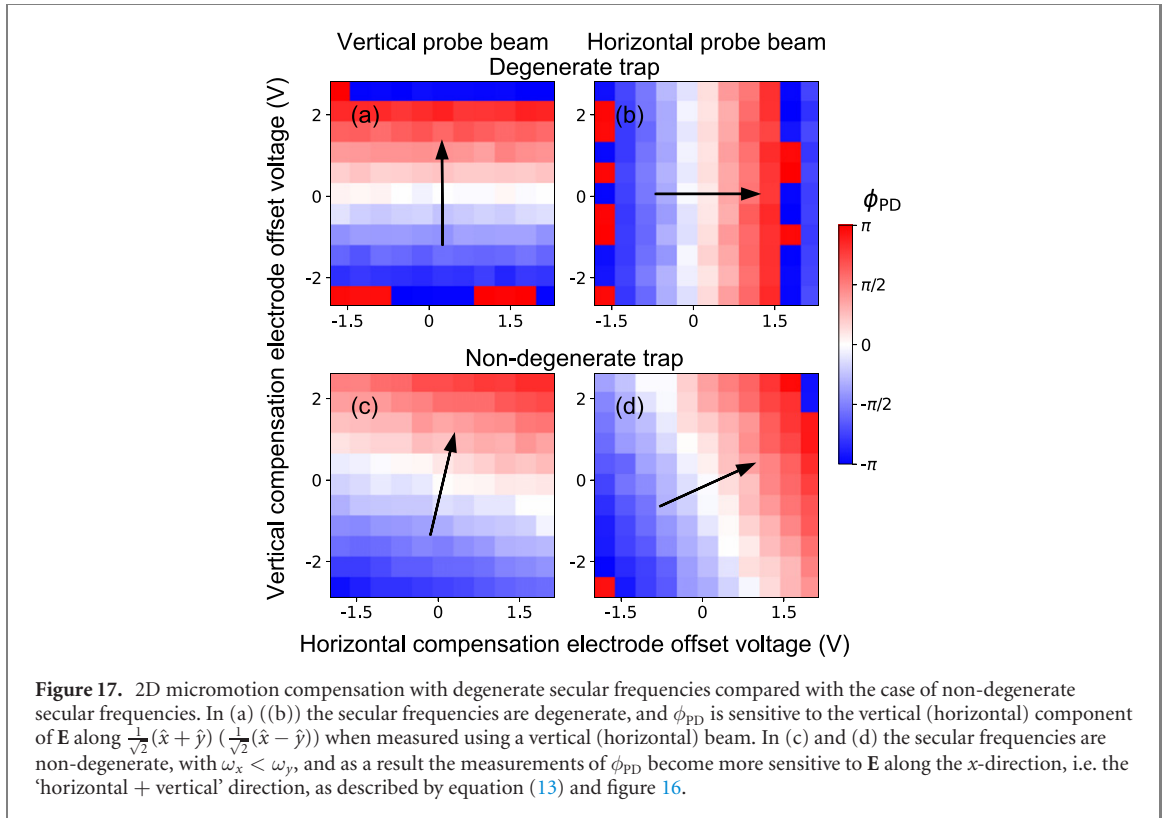 Vertical probe beam Horizontal probe beam
Degenerate trap
Vertical compensation electrode offset voltage (V)
(a)
2
0
-2
-1.5 0 1.5
(b)
2
0
-2
-1.5 0 1.5
ϕPD
π
π/2
0
-π/2
-π
Non-degenerate trap
(c)
2
0
-2
-1.5 0 1.5
(d)
2
0
-2
-1.5 0 1.5
Horizontal compensation electrode offset voltage (V)
Figure 17. 2D micromotion compensation with degenerate secular frequencies compared with the case of non-degenerate
secular frequencies. In (a) ((b)) the secular frequencies are degenerate, and ϕPD is sensitive to the vertical (horizontal) component
of E along 1/√2(x̂ + ŷ) (1/√2(x̂ − ŷ)) when measured using a vertical (horizontal) beam. In (c) and (d) the secular frequencies are
non-degenerate, with ωx < ωy, and as a result the measurements of ϕPD become more sensitive to E along the x-direction, i.e. the
'horizontal + vertical' direction, as described by equation (13) and figure 16.